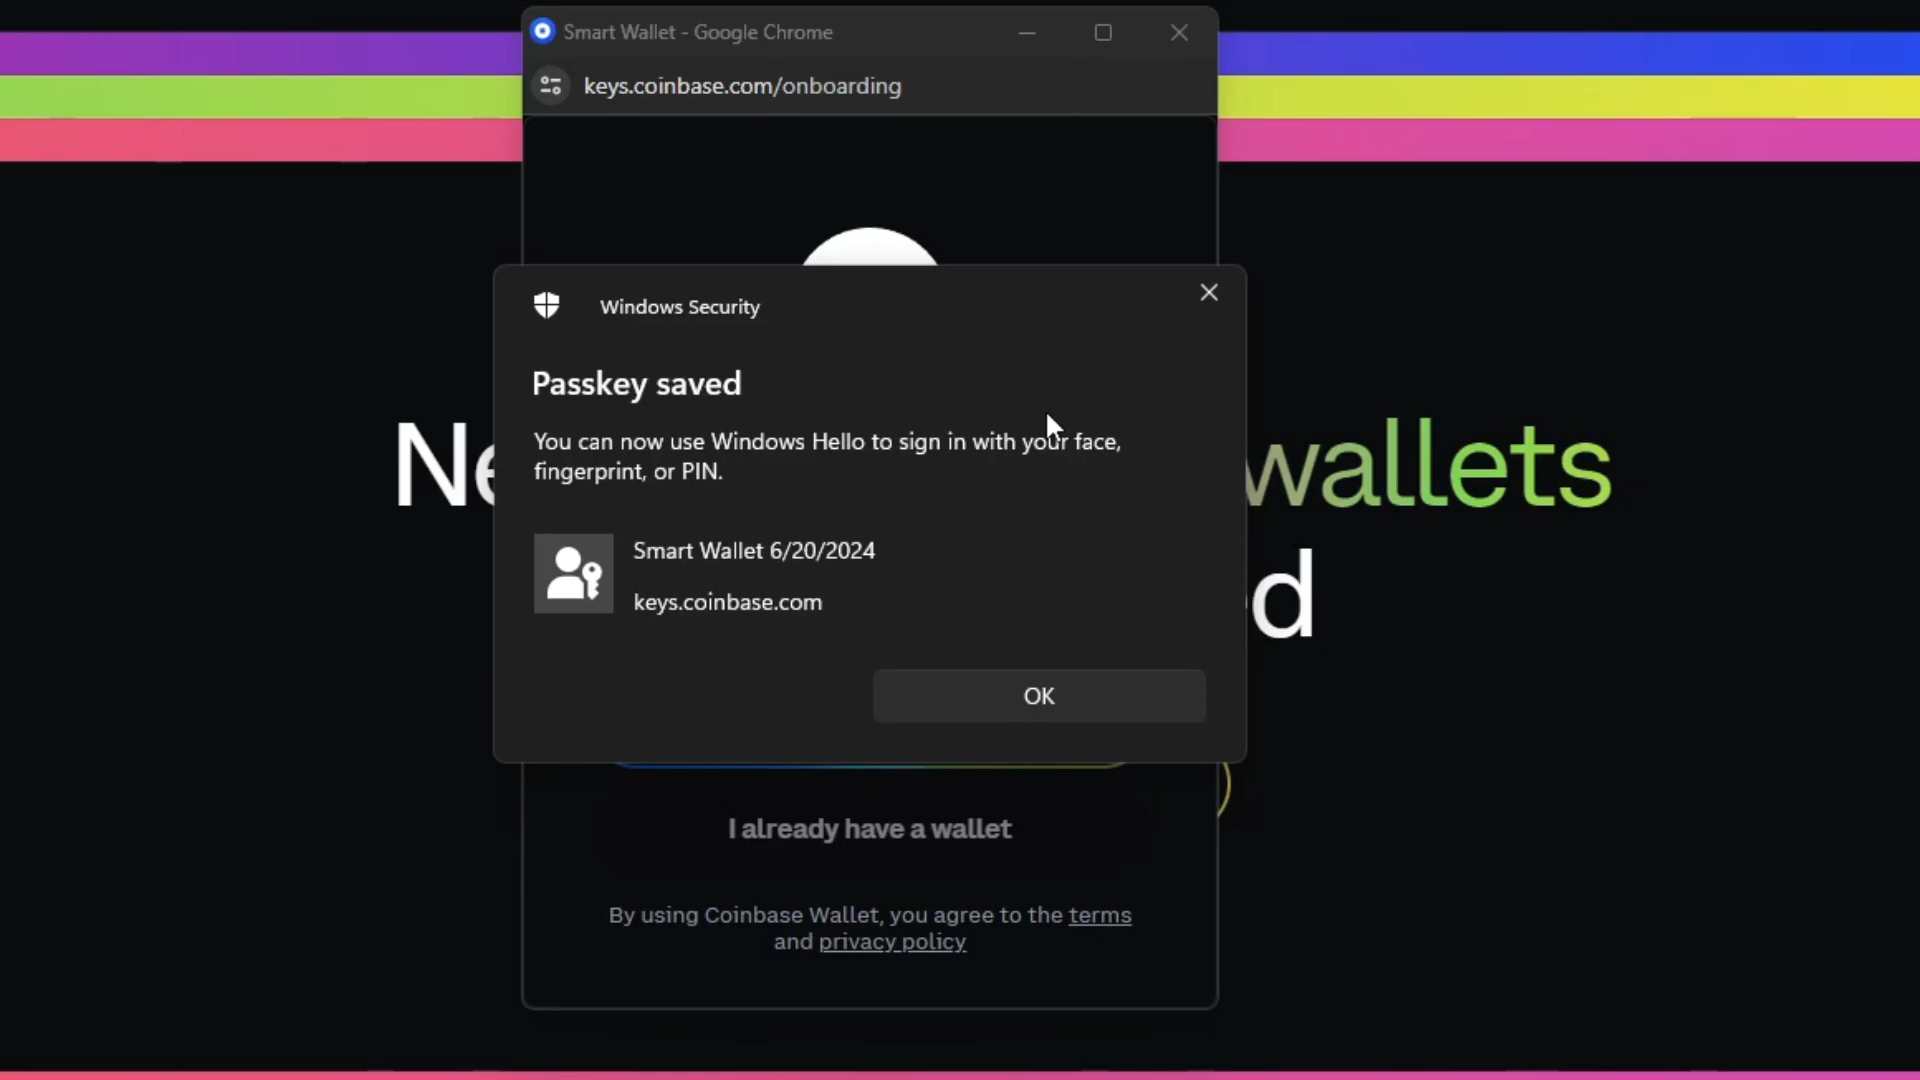 Smart Wallet - Google Chrome
keys.coinbase.com/onboarding
Windows Security
Passkey saved
You can now use Windows Hello to sign in with your face,
fingerprint, or PIN.
Smart Wallet 6/20/2024
keys.coinbase.com
OK
wallets
I already have a wallet
By using Coinbase Wallet, you agree to the terms
and privacy policy